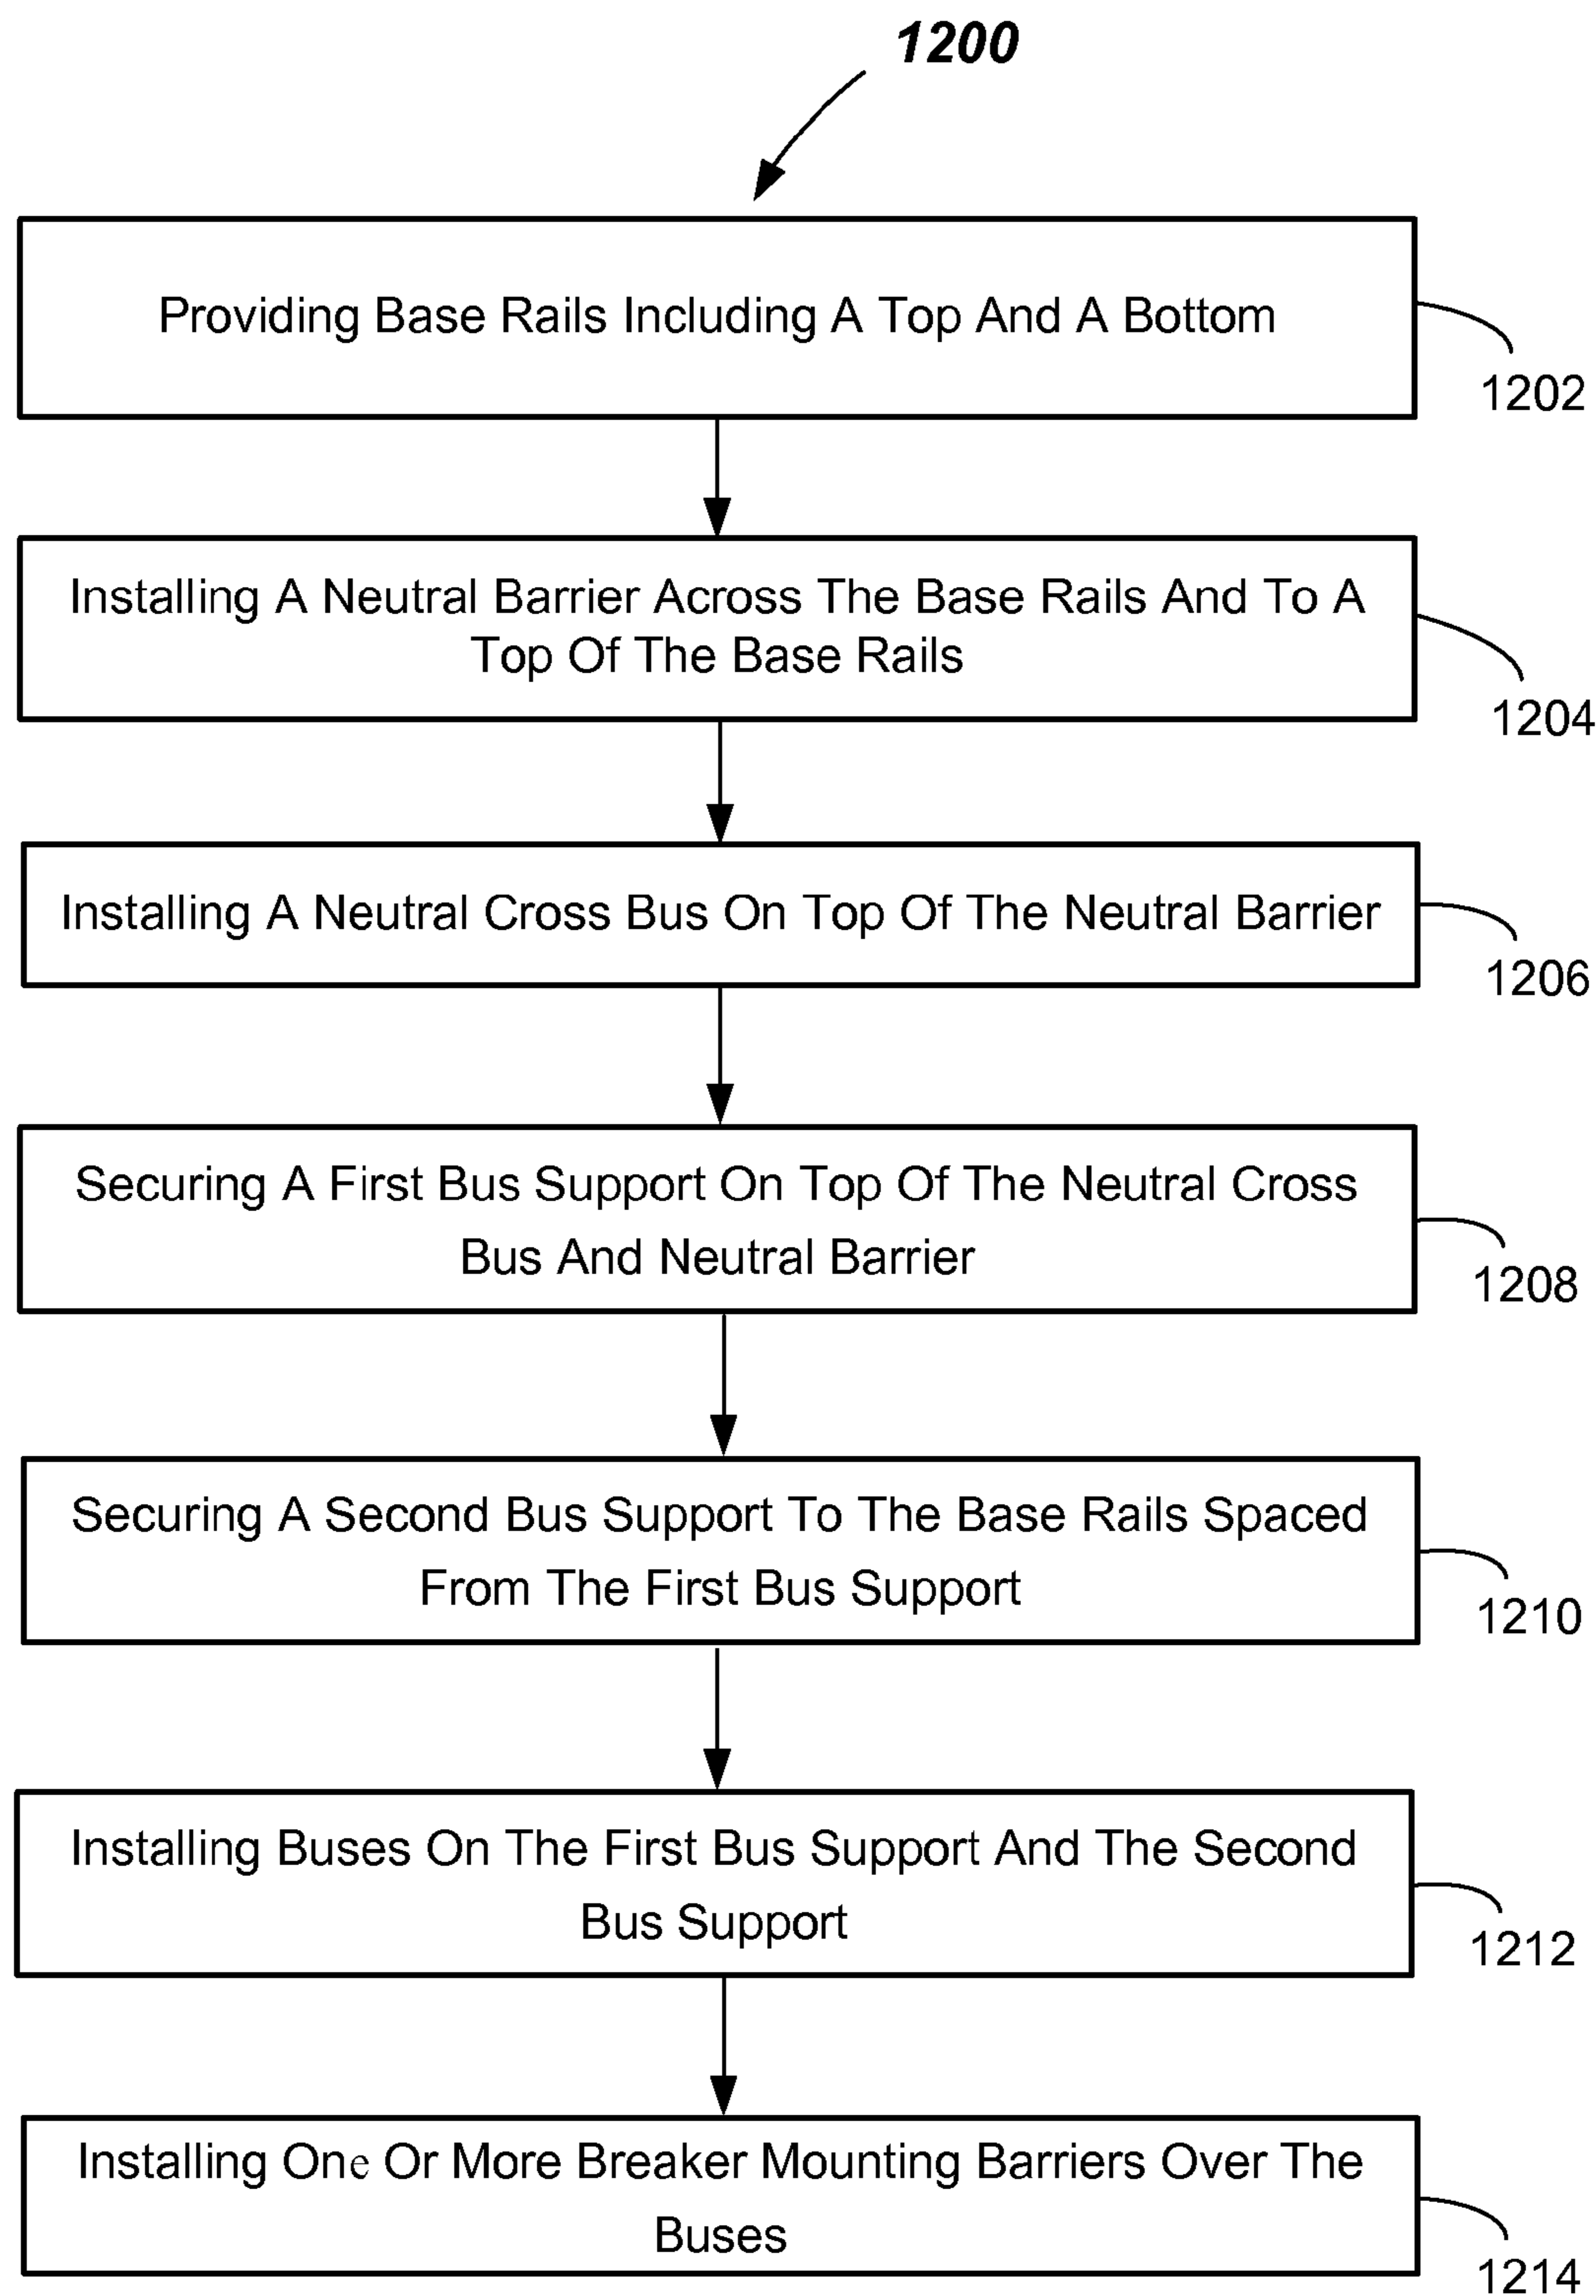 1200
Providing Base Rails Including A Top And A Bottom
1202
Installing A Neutral Barrier Across The Base Rails And To A
Top Of The Base Rails
1204
Installing A Neutral Cross Bus On Top Of The Neutral Barrier
1206
Securing A First Bus Support On Top Of The Neutral Cross
Bus And Neutral Barrier
1208
Securing A Second Bus Support To The Base Rails Spaced
From The First Bus Support
1210
Installing Buses On The First Bus Support And The Second
Bus Support
1212
Installing One Or More Breaker Mounting Barriers Over The
Buses
1214